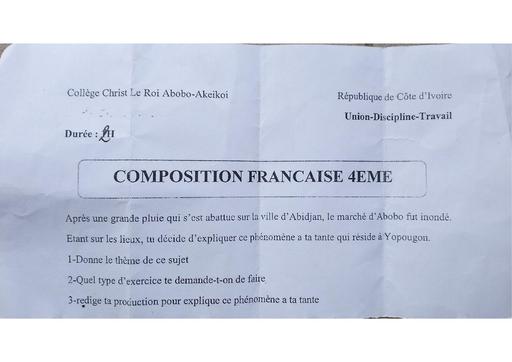 Collège Christ Le Roi Abobo-Akeikoi
République de Côte d'Ivoire
Union-Discipline-Travail
Durée : 2H
COMPOSITION FRANCAISE 4EME
Après une grande pluie qui s'est abattue sur la ville d'Abidjan, le marché d'Abobo fut inondé.
Etant sur les lieux, tu décide d'expliquer ce phénomène a ta tante qui réside à Yopougon.
1-Donne le thème de ce sujet
2-Quel type d'exercice te demande-t-on de faire
3-redige ta production pour explique ce phénomène a ta tante